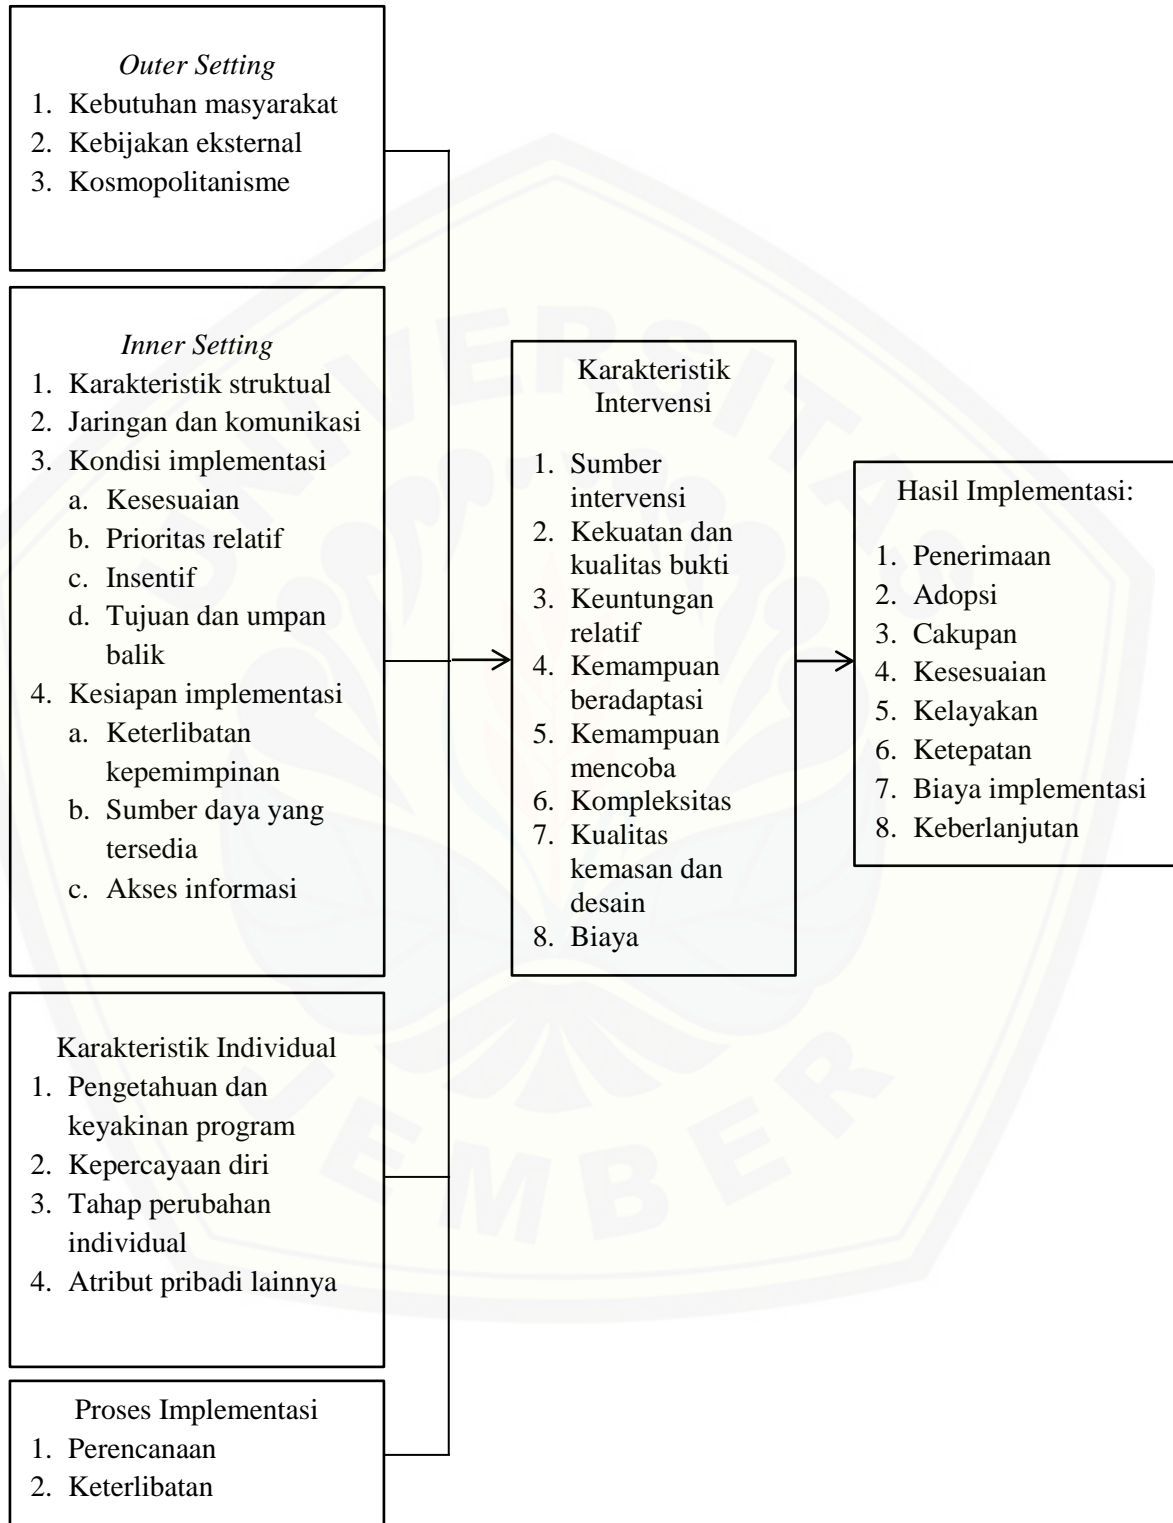 Outer Setting
1. Kebutuhan masyarakat
2. Kebijakan eksternal
3. Kosmopolitanisme
Inner Setting
1. Karakteristik struktual
2. Jaringan dan komunikasi
3. Kondisi implementasi
a. Kesesuaian
b. Prioritas relatif
c. Insentif
d. Tujuan dan umpan
balik
4. Kesiapan implementasi
a. Keterlibatan
kepemimpinan
b. Sumber daya yang
tersedia
c. Akses informasi
Karakteristik Individual
1. Pengetahuan dan
keyakinan program
2. Kepercayaan diri
3. Tahap perubahan
individual
4. Atribut pribadi lainnya
Proses Implementasi
1. Perencanaan
2. Keterlibatan
Karakteristik
Intervensi
1. Sumber
intervensi
2. Kekuatan dan
kualitas bukti
3. Keuntungan
relatif
4. Kemampuan
beradaptasi
5. Kemampuan
mencoba
6. Kompleksitas
7. Kualitas
kemasan dan
desain
8. Biaya
Hasil Implementasi:
1. Penerimaan
2. Adopsi
3. Cakupan
4. Kesesuaian
5. Kelayakan
6. Ketepatan
7. Biaya implementasi
8. Keberlanjutan
UNIVERSITAS
JEMBER